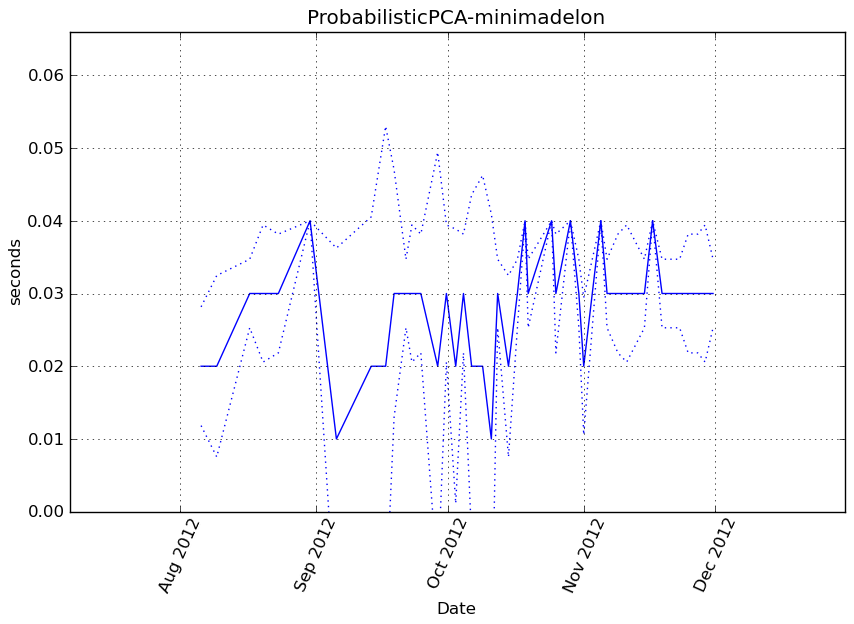 ProbabilisticPCA-minimadelon
0.06
0.05
0.04
0.03
0.02
0.01
0.00
seconds
Aug 2012
Sep 2012
Oct 2012
Nov 2012
Dec 2012
Date